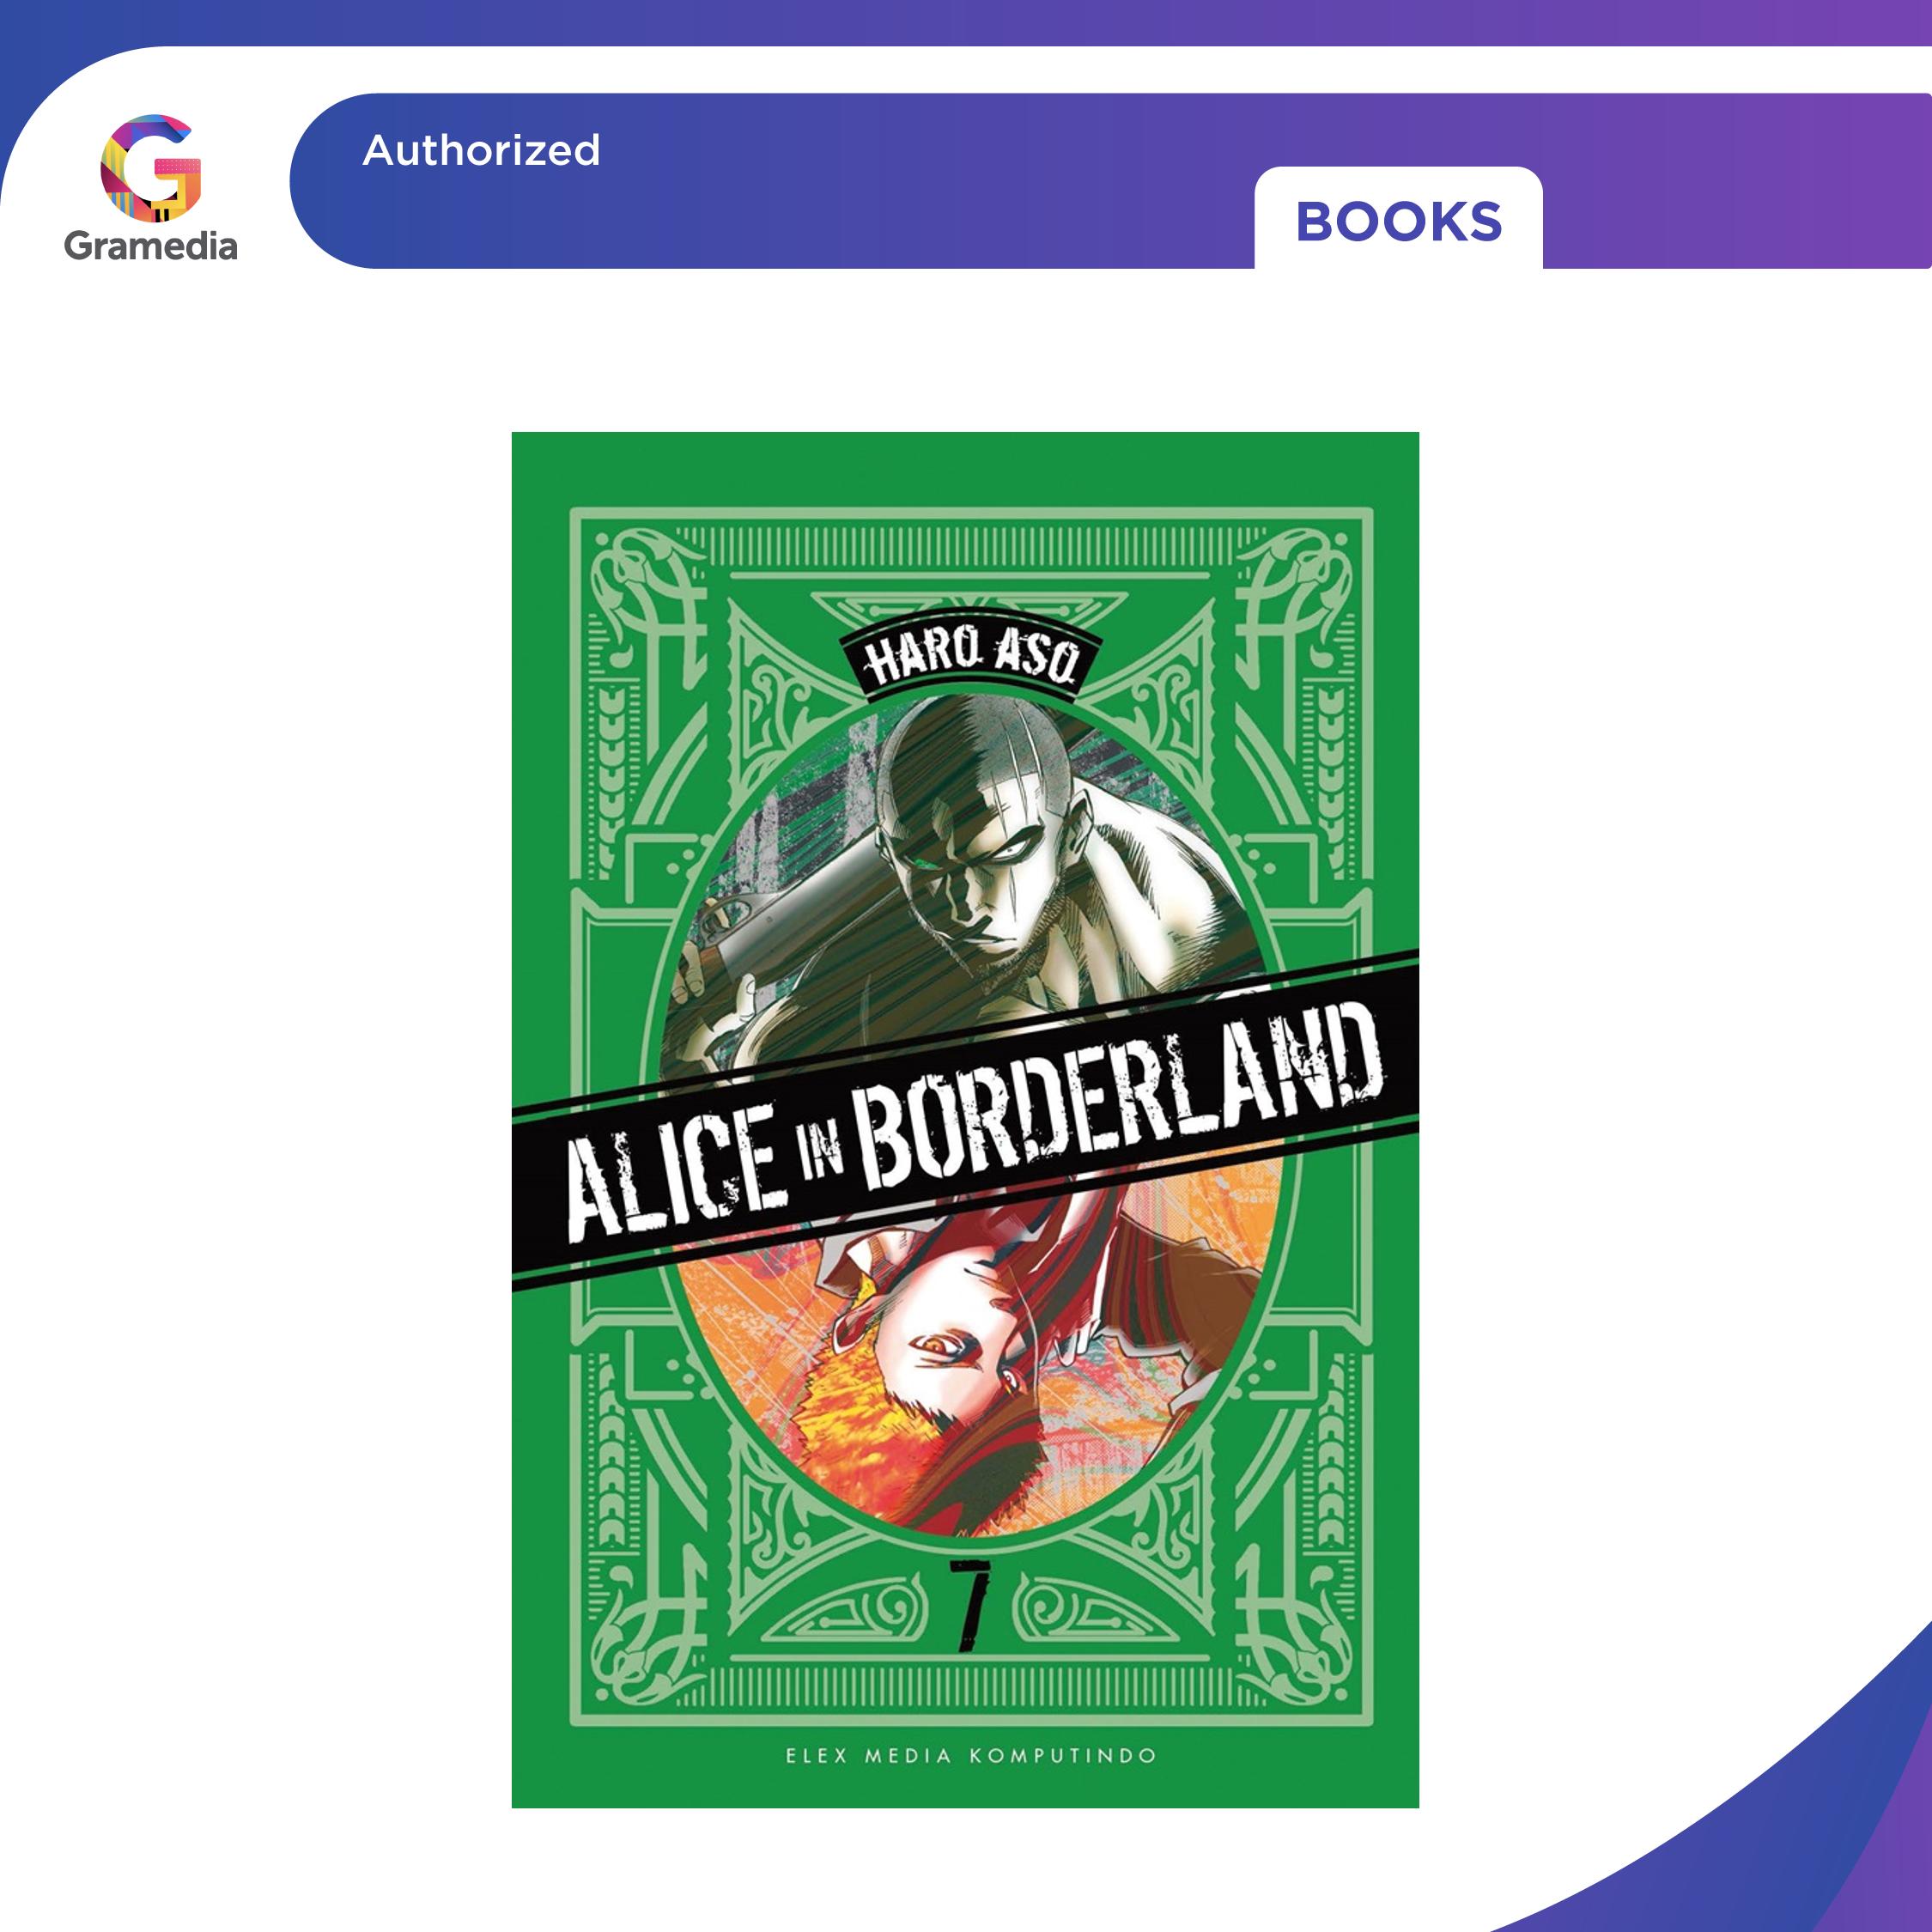 Authorized
BOOKS
Gramedia
HARO ASO
ALICE IN BORDERLAND
7
ELEX MEDIA KOMPUTINDO